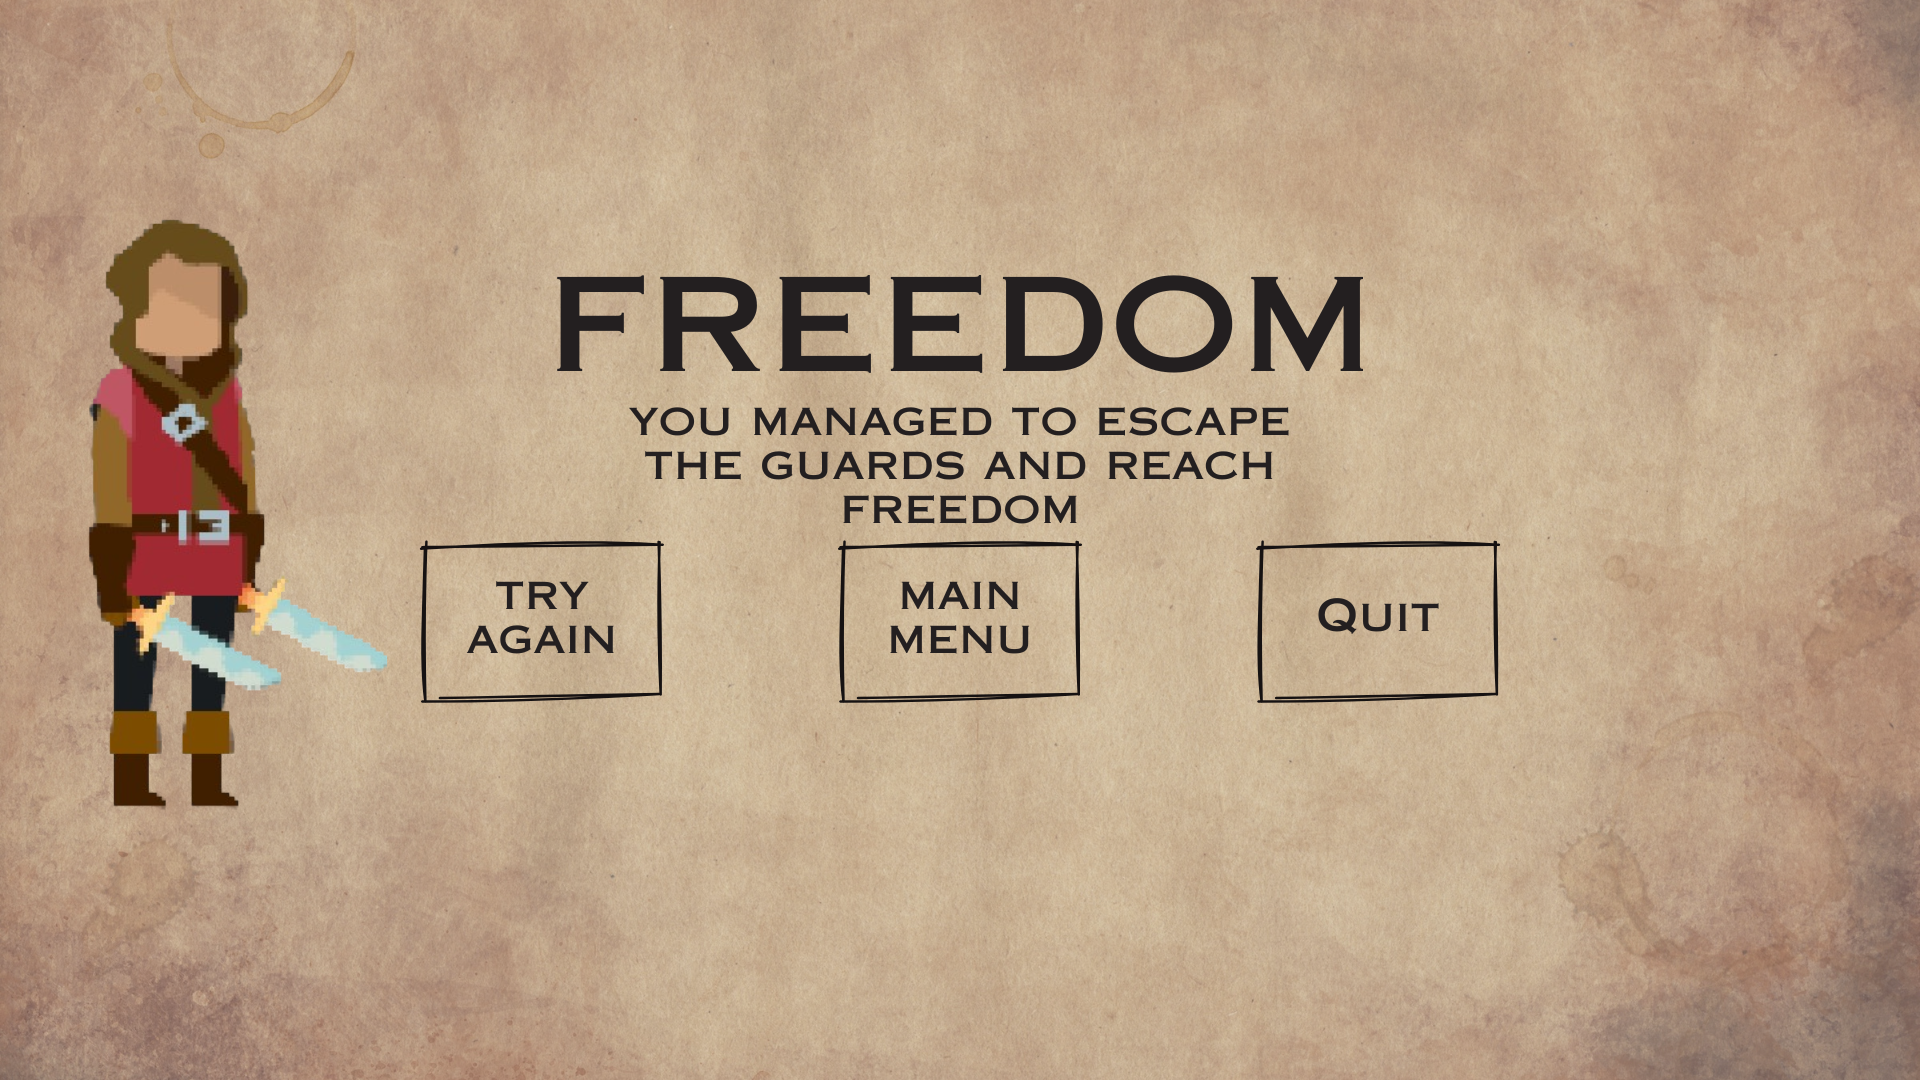 FREEDOM
YOU MANAGED TO ESCAPE
THE GUARDS AND REACH
FREEDOM
TRY
AGAIN
MAIN
MENU
QUIT